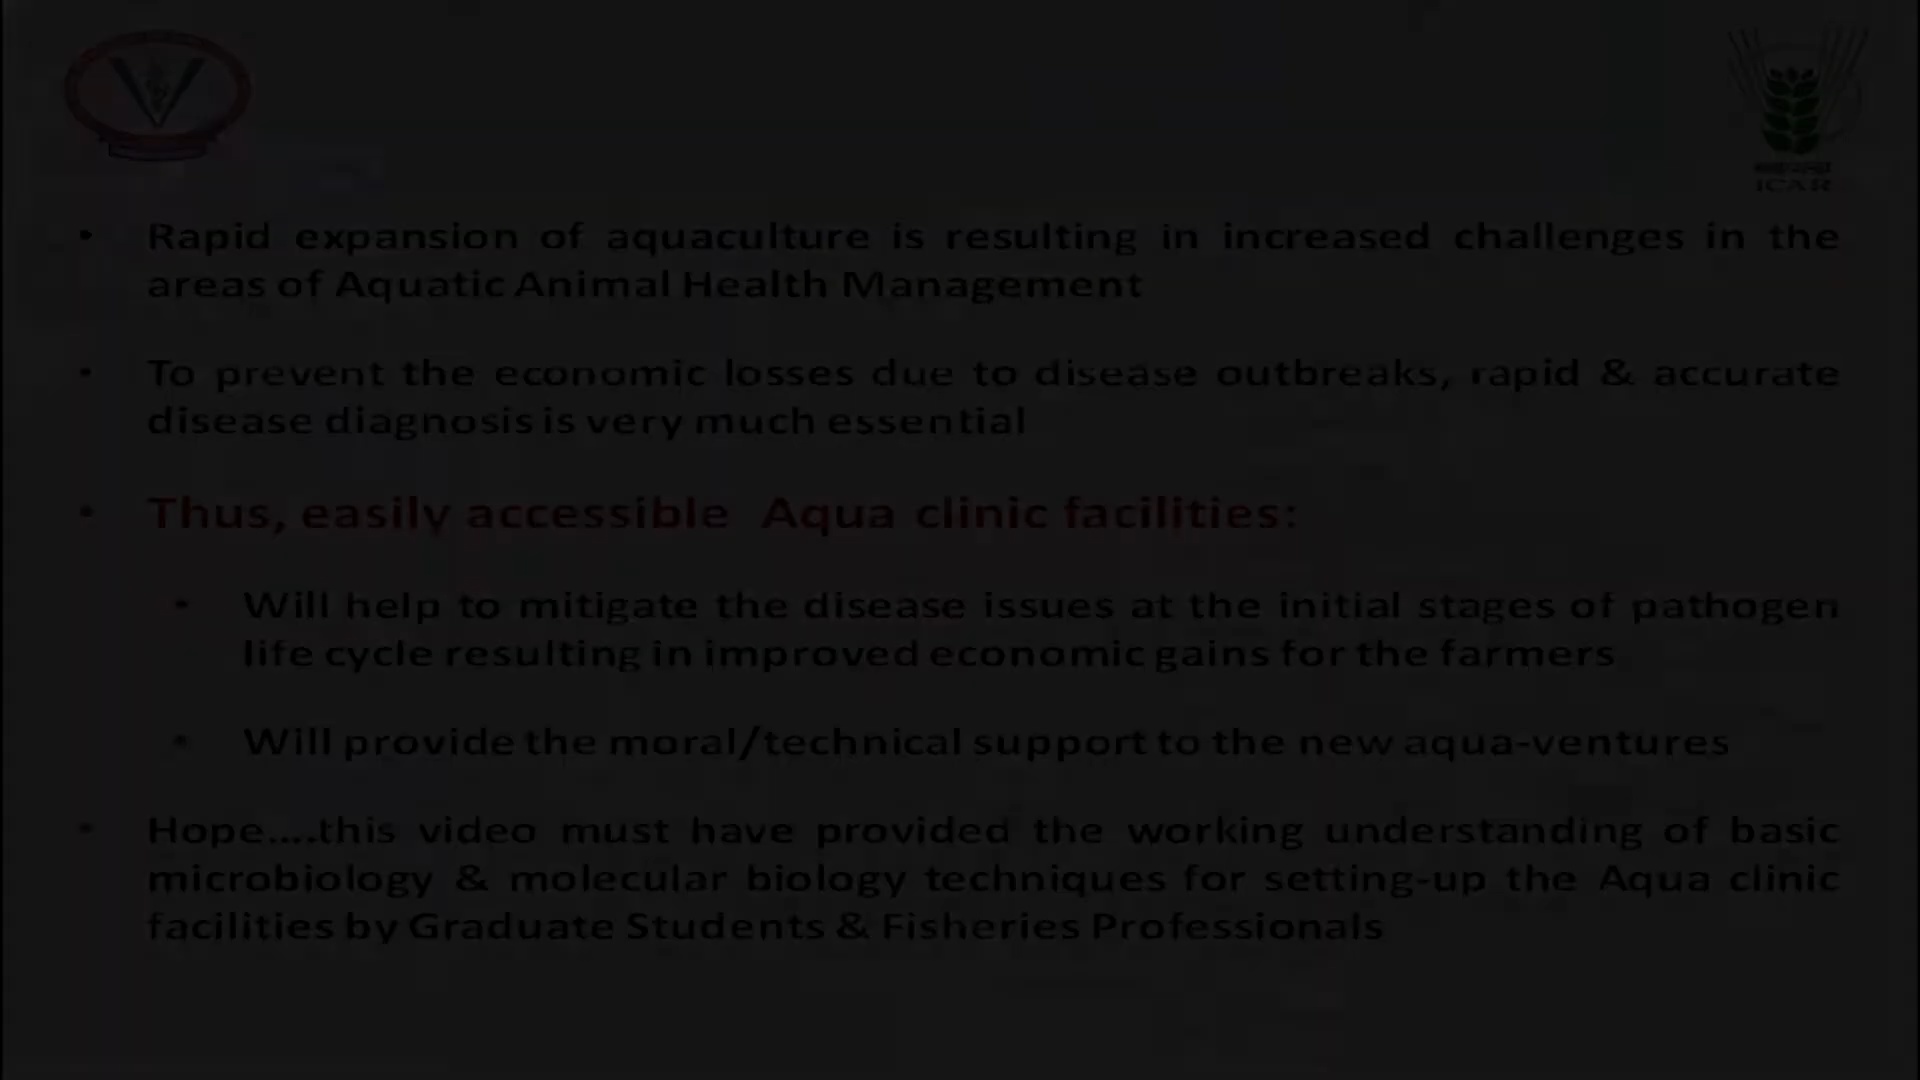 ICAR
• Rapid expansion of aquaculture is resulting in increased challenges in the
areas of Aquatic Animal Health Management
• To prevent the economic losses due to disease outbreaks, rapid & accurate
disease diagnosis is very much essential
• Thus, easily accessible Aqua clinic facilities:
• Will help to mitigate the disease issues at the initial stages of pathogen
life cycle resulting in improved economic gains for the farmers
• Will provide the moral/technical support to the new aqua-ventures
• Hope....this video must have provided the working understanding of basic
microbiology & molecular biology techniques for setting-up the Aqua clinic
facilities by Graduate Students & Fisheries Professionals